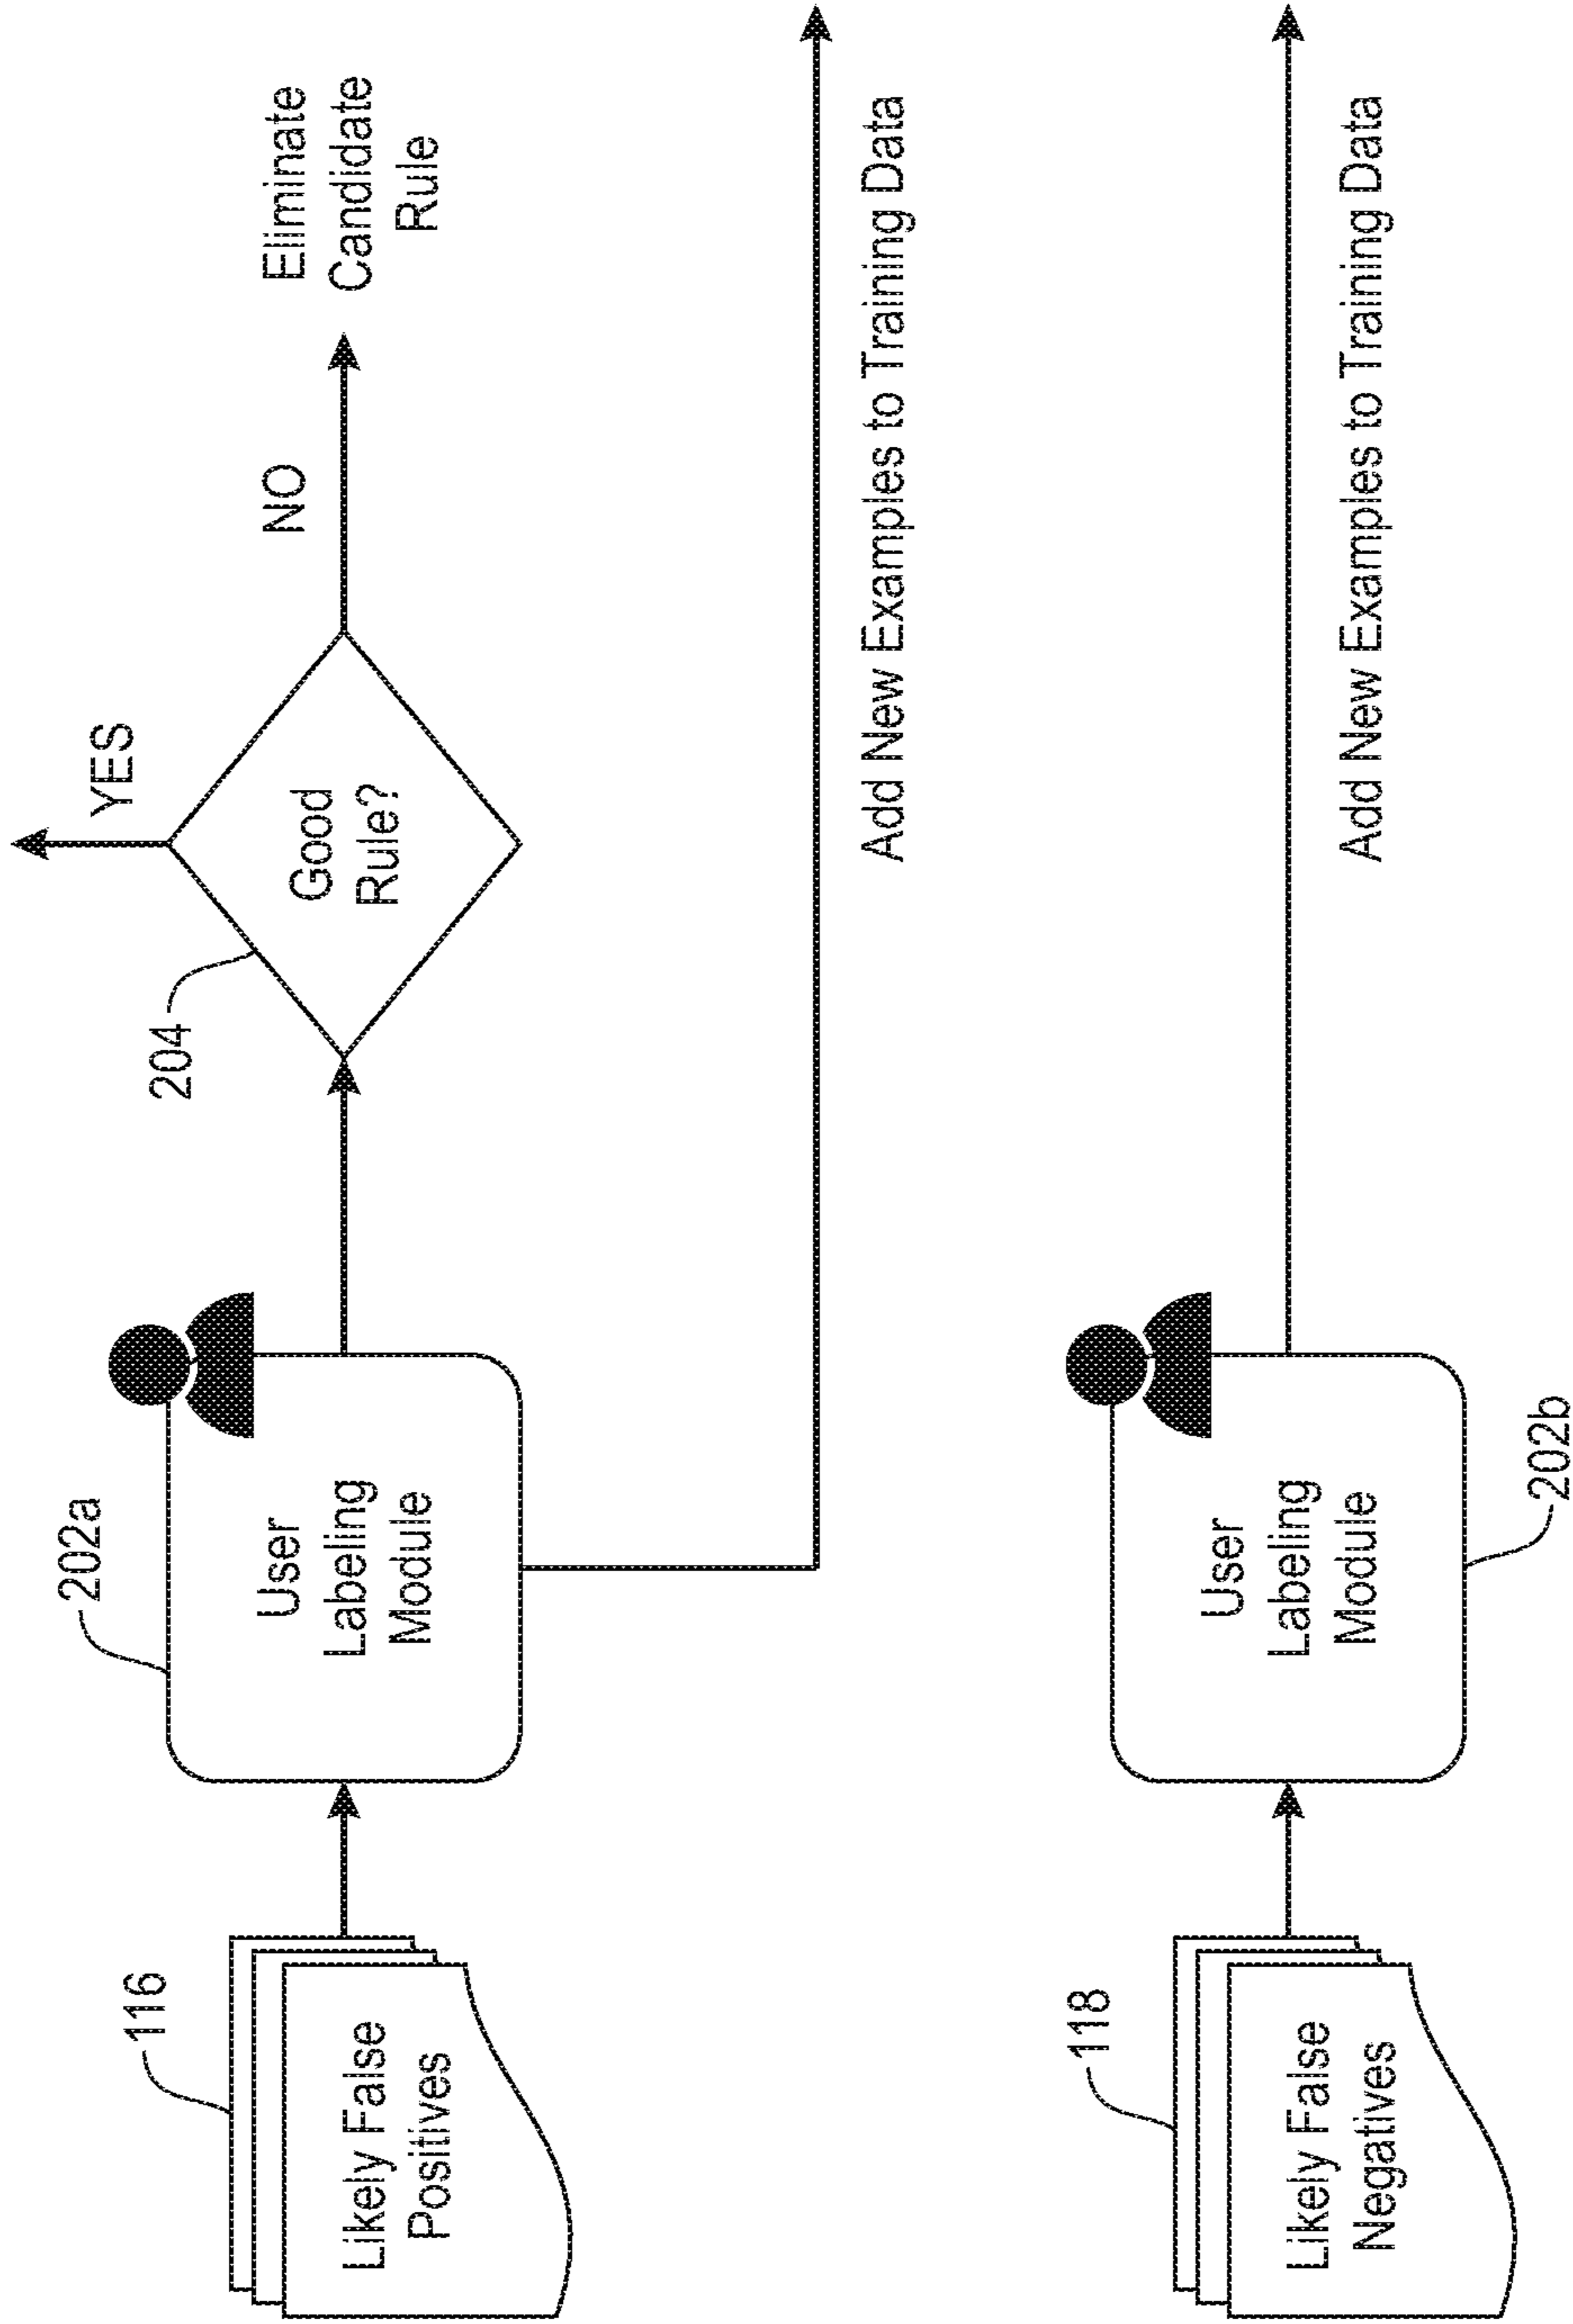 116
Likely False
Positives
202a
User
Labeling
Module
204
Good
Rule?
YES
NO
Eliminate
Candidate
Rule
Add New Examples to Training Data
118
Likely False
Negatives
User
Labeling
Module
202b
Add New Examples to Training Data